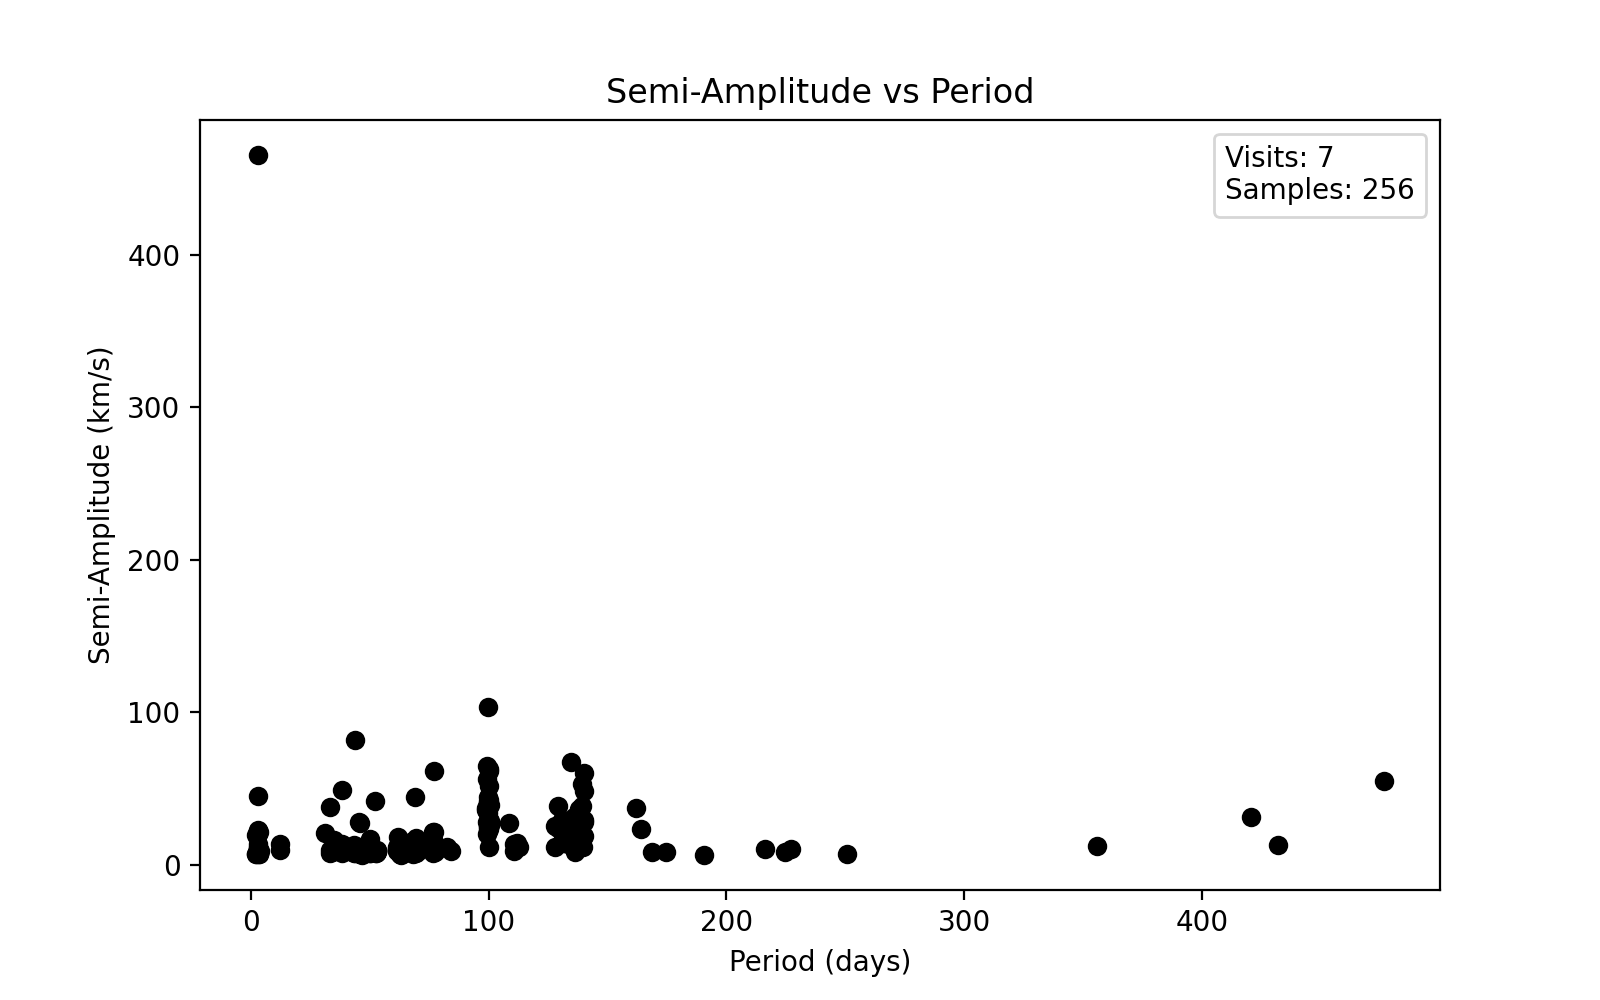 Semi-Amplitude vs Period
Visits: 7
Samples: 256
Semi-Amplitude (km/s)
400
300
200
100
0
0 100 200 300 400
Period (days)